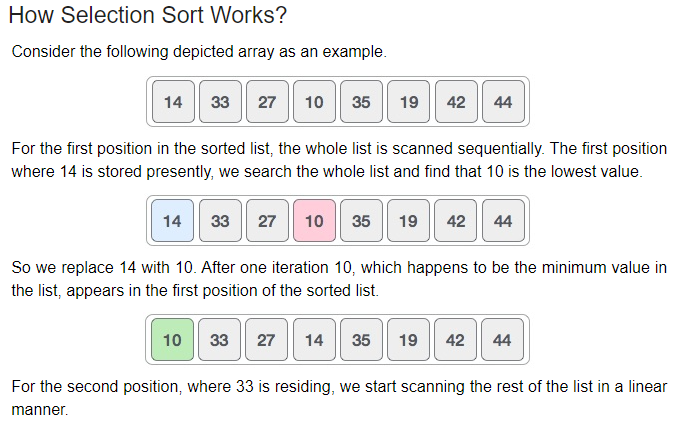 How Selection Sort Works?
Consider the following depicted array as an example.
14 33 27 10 35 19 42 44
For the first position in the sorted list, the whole list is scanned sequentially. The first position
where 14 is stored presently, we search the whole list and find that 10 is the lowest value.
14 33 27 10 35 19 42 44
So we replace 14 with 10. After one iteration 10, which happens to be the minimum value in
the list, appears in the first position of the sorted list.
10 33 27 14 35 19 42 44
For the second position, where 33 is residing, we start scanning the rest of the list in a linear
manner.